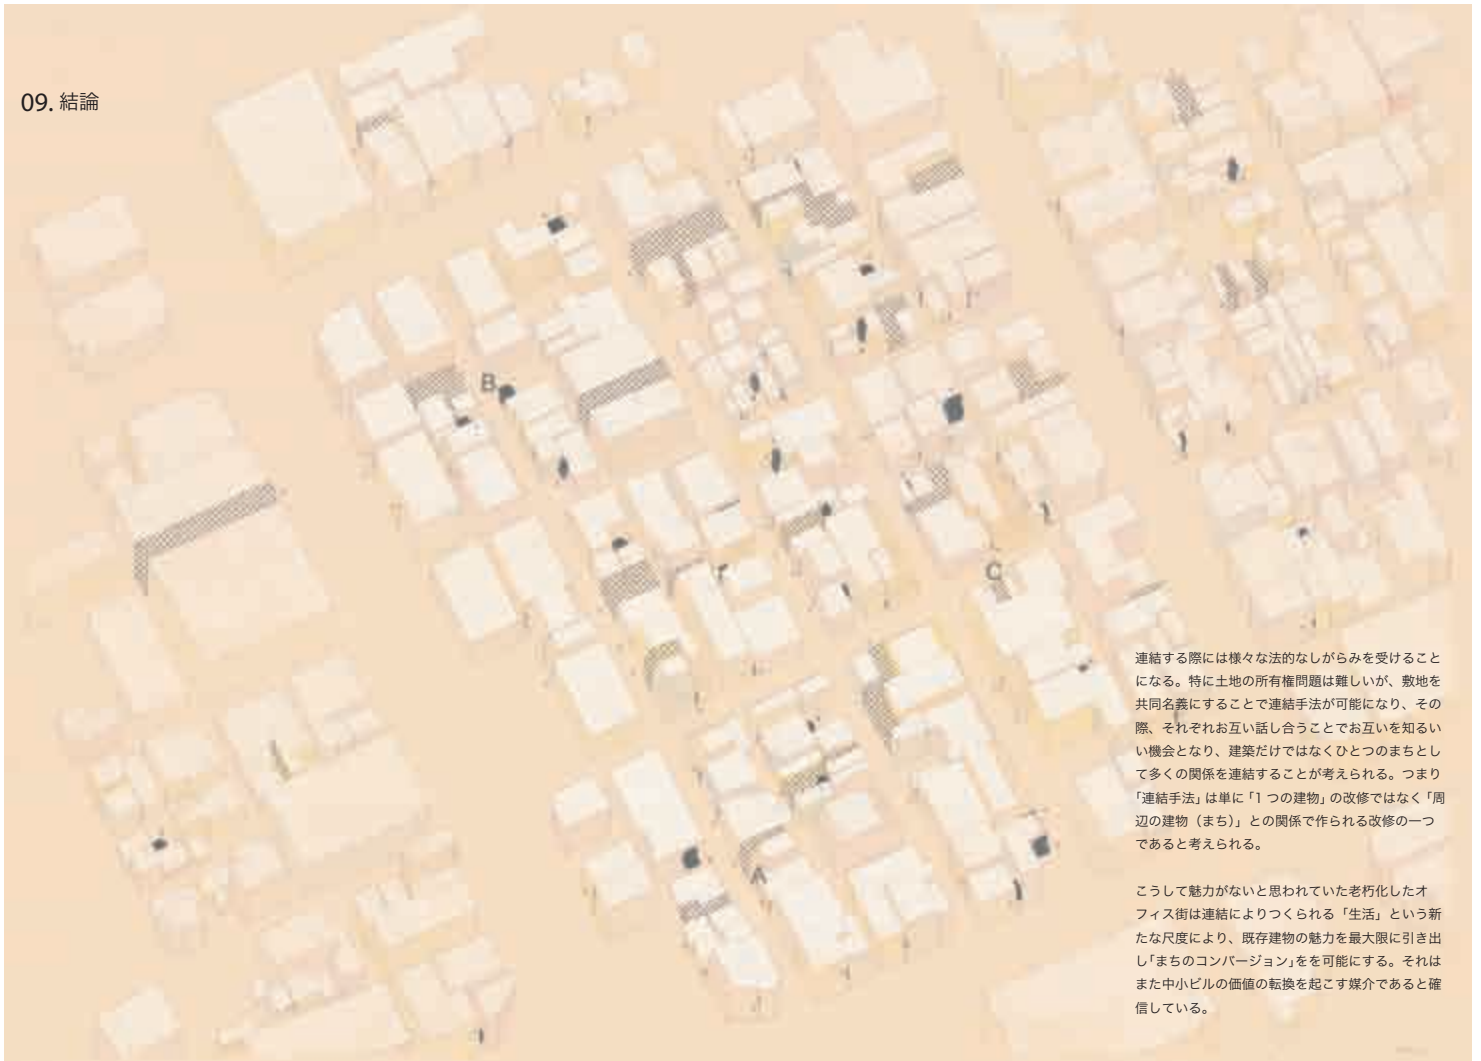 09. 結論
B
C
A
連結する際には様々な法的なしがらみを受けること
になる。特に土地の所有権問題は難しいが、敷地を
共同名義にすることで連結手法が可能になり、その
際、それぞれお互い話し合うことでお互いを知るい
い機会となり、建築だけではなくひとつのまちとし
て多くの関係を連結することが考えられる。つまり
「連結手法」は単に「1 つの建物」の改修ではなく「周
辺の建物（まち）」との関係で作られる改修の一つ
であると考えられる。
こうして魅力がないと思われていた老朽化したオ
フィス街は連結によりつくられる「生活」という新
たな尺度により、既存建物の魅力を最大限に引き出
し「まちのコンバージョン」をを可能にする。それは
また中小ビルの価値の転換を起こす媒介であると確
信している。